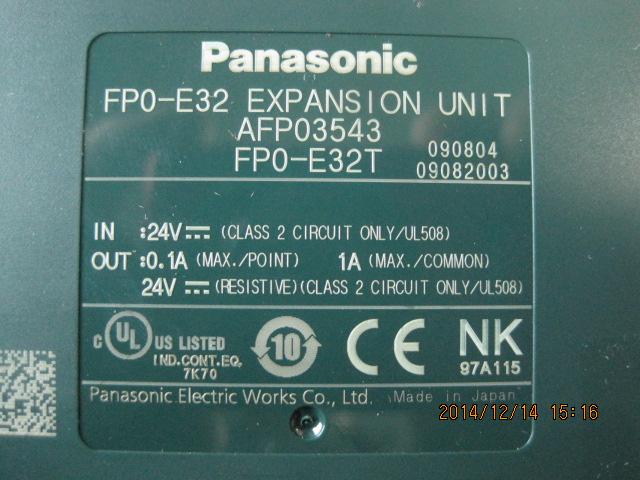 Panasonic
FP0-E32 EXPANSION UNIT
AFP03543
FP0-E32T 090804
09082003
IN :24V⎓ (CLASS 2 CIRCUIT ONLY/UL508)
OUT :0.1A (MAX./POINT) 1A (MAX./COMMON)
24V⎓ (RESISTIVE)(CLASS 2 CIRCUIT ONLY/UL508)
c UL US LISTED
IND.CONT.EQ.
7K70
10
CE
NK
97A115
Panasonic Electric Works Co., Ltd. Made in Japan
2014/12/14 15:16